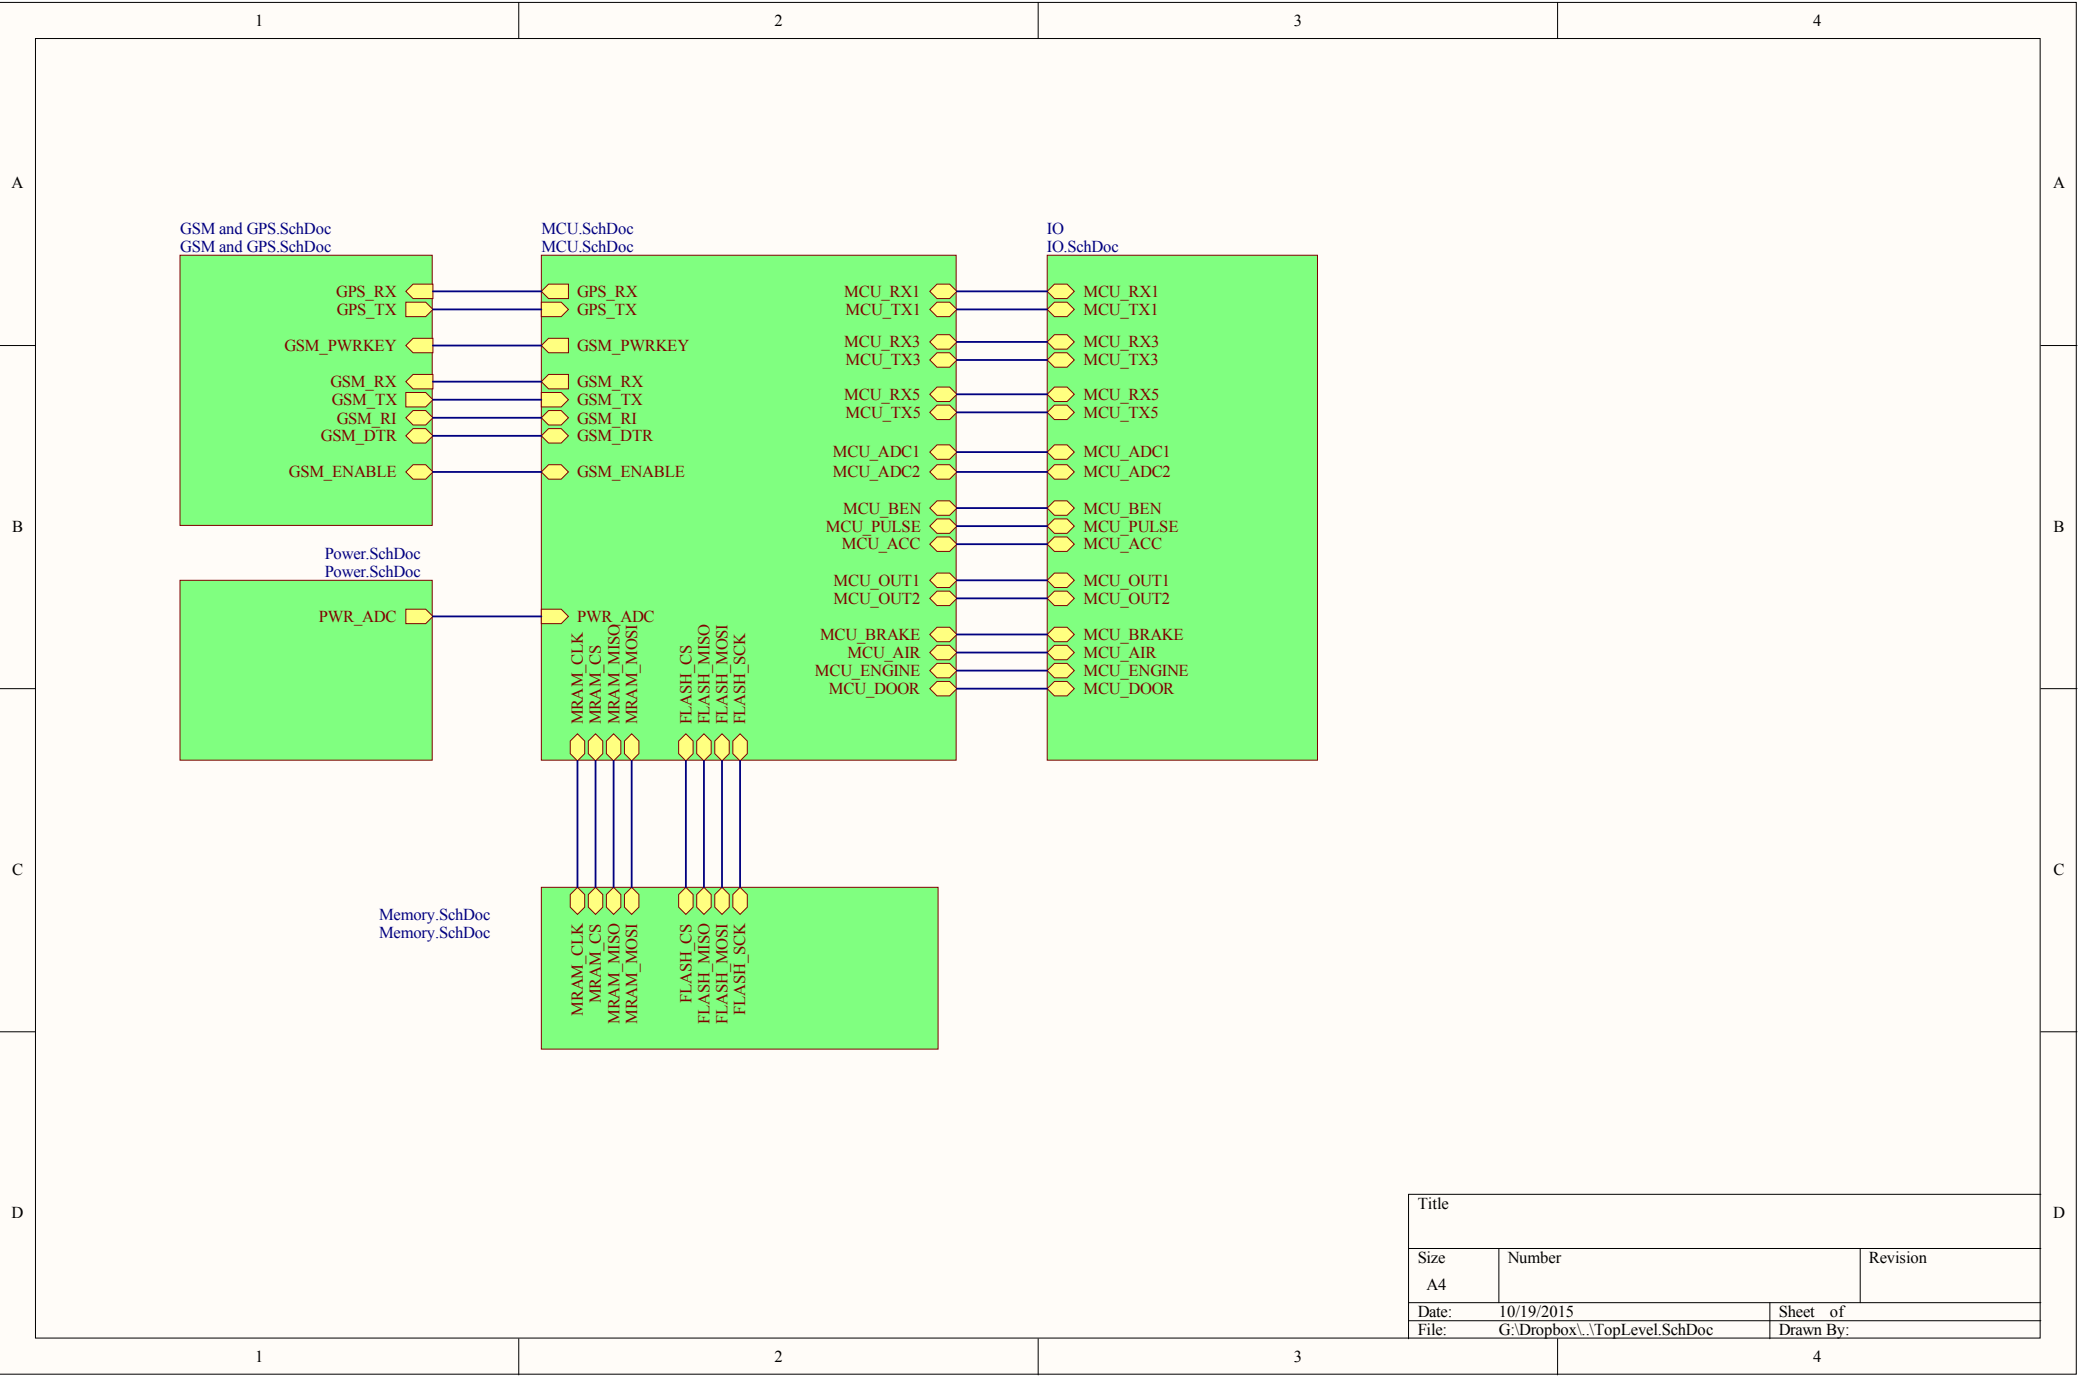 1 2 3 4
A A
GSM and GPS.SchDoc
GSM and GPS.SchDoc
MCU.SchDoc
MCU.SchDoc
IO
IO.SchDoc
GPS_RX GPS_RX MCU_RX1 MCU_RX1
GPS_TX GPS_TX MCU_TX1 MCU_TX1
GSM_PWRKEY GSM_PWRKEY MCU_RX3 MCU_RX3
MCU_TX3 MCU_TX3
GSM_RX GSM_RX MCU_RX5 MCU_RX5
GSM_TX GSM_TX MCU_TX5 MCU_TX5
GSM_RI GSM_RI
GSM_DTR GSM_DTR
MCU_ADC1 MCU_ADC1
GSM_ENABLE GSM_ENABLE MCU_ADC2 MCU_ADC2
MCU_BEN MCU_BEN
B MCU_PULSE MCU_PULSE B
MCU_ACC MCU_ACC
Power.SchDoc
Power.SchDoc
MCU_OUT1 MCU_OUT1
MCU_OUT2 MCU_OUT2
PWR_ADC PWR_ADC
MCU_BRAKE MCU_BRAKE
MCU_AIR MCU_AIR
MCU_ENGINE MCU_ENGINE
MCU_DOOR MCU_DOOR
MRAM_CLK
MRAM_CS
MRAM_MISO
MRAM_MOSI
FLASH_CS
FLASH_MISO
FLASH_MOSI
FLASH_SCK
C C
Memory.SchDoc
Memory.SchDoc
MRAM_CLK
MRAM_CS
MRAM_MISO
MRAM_MOSI
FLASH_CS
FLASH_MISO
FLASH_MOSI
FLASH_SCK
D D
Title
Size Number Revision
A4
Date: 10/19/2015 Sheet of
File: G:\Dropbox\..\TopLevel.SchDoc Drawn By:
1 2 3 4